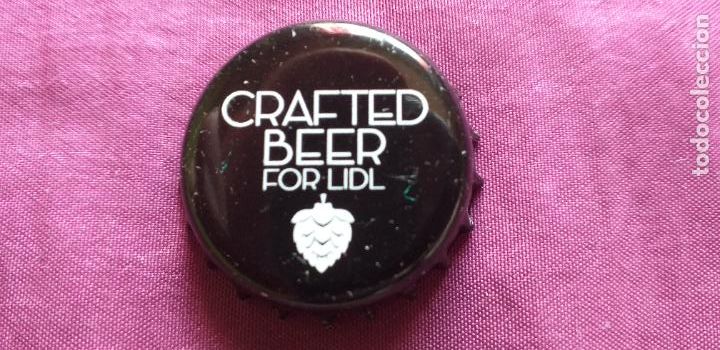 CRAFTED
BEER
FOR LIDL
todocoleccion